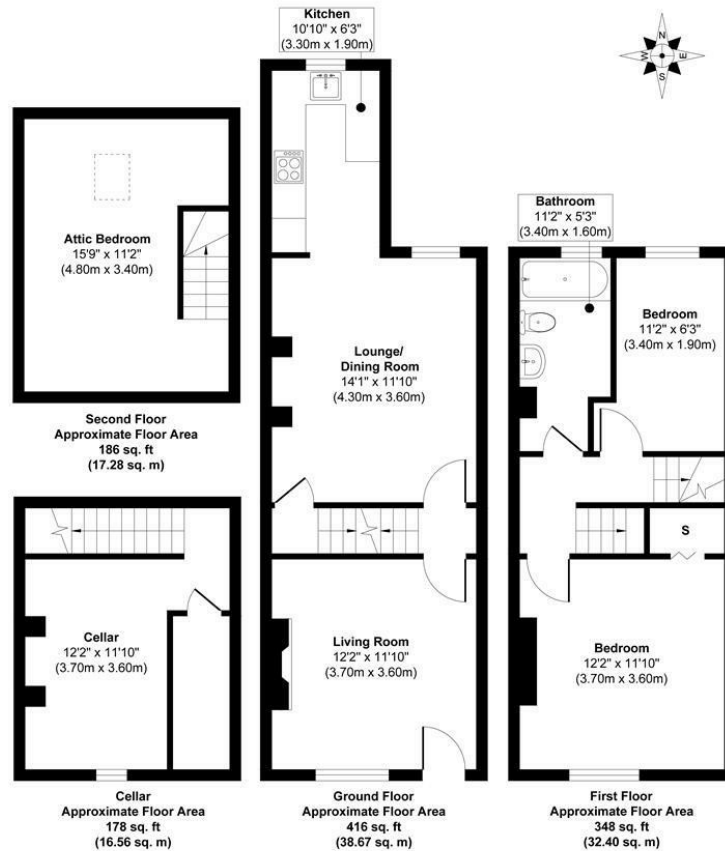 Kitchen
10'10" x 6'3"
(3.30m x 1.90m)
N
W
E
S
Attic Bedroom
15'9" x 11'2"
(4.80m x 3.40m)
Second Floor
Approximate Floor Area
186 sq. ft
(17.28 sq. m)
Lounge/
Dining Room
14'1" x 11'10"
(4.30m x 3.60m)
Bathroom
11'2" x 5'3"
(3.40m x 1.60m)
Bedroom
11'2" x 6'3"
(3.40m x 1.90m)
S
Cellar
12'2" x 11'10"
(3.70m x 3.60m)
Living Room
12'2" x 11'10"
(3.70m x 3.60m)
Bedroom
12'2" x 11'10"
(3.70m x 3.60m)
Cellar
Approximate Floor Area
178 sq. ft
(16.56 sq. m)
Ground Floor
Approximate Floor Area
416 sq. ft
(38.67 sq. m)
First Floor
Approximate Floor Area
348 sq. ft
(32.40 sq. m)